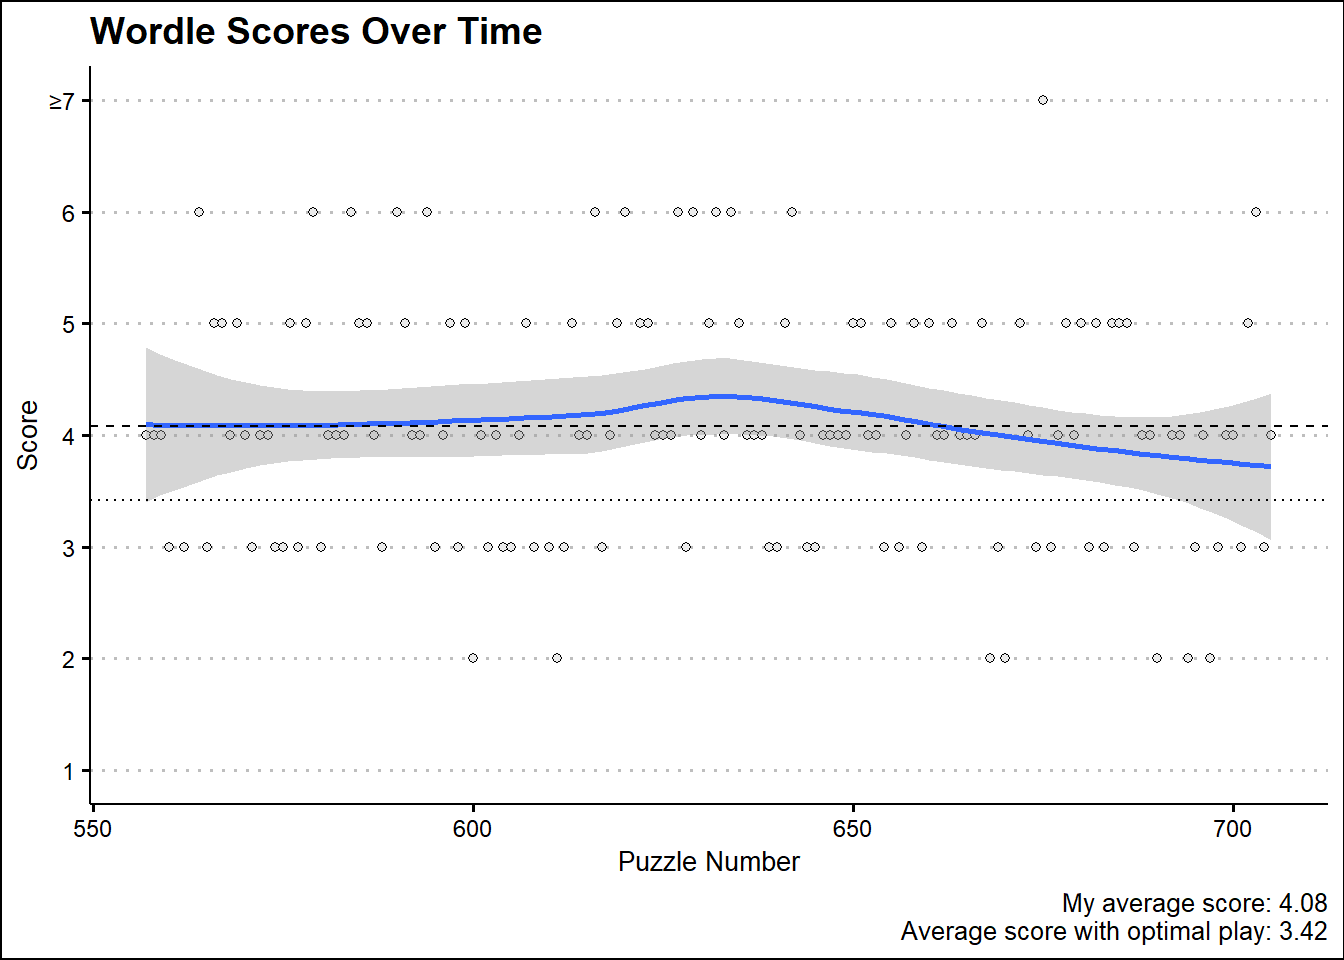 Wordle Scores Over Time
≥7
6
5
4
3
2
1
Score
550 600 650 700
Puzzle Number
My average score: 4.08
Average score with optimal play: 3.42